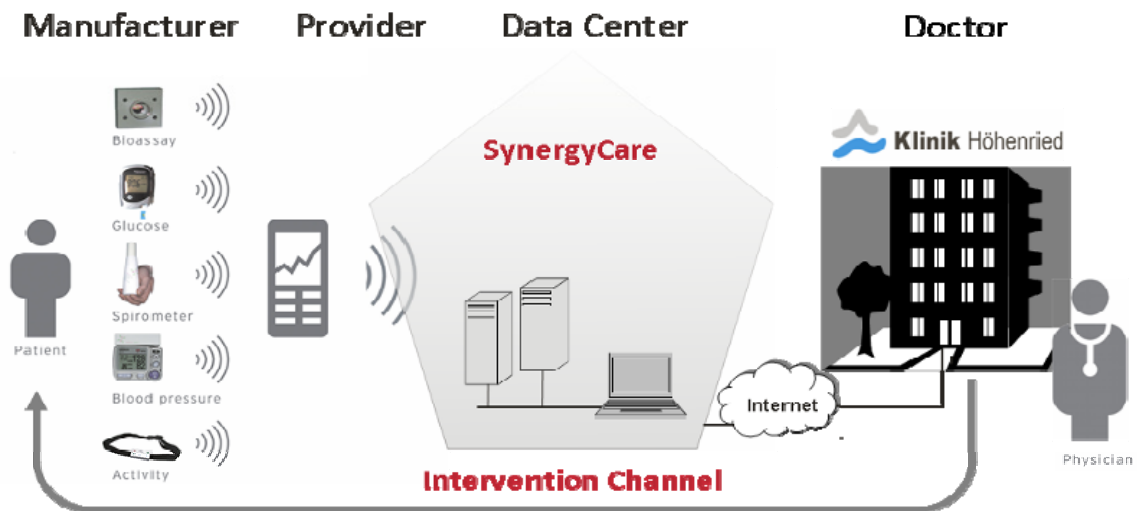 Manufacturer Provider Data Center Doctor
Bioassay
Glucose
Spirometer
Blood pressure
Activity
Patient
SynergyCare
Klinik Höhenried
Internet
Physician
Intervention Channel